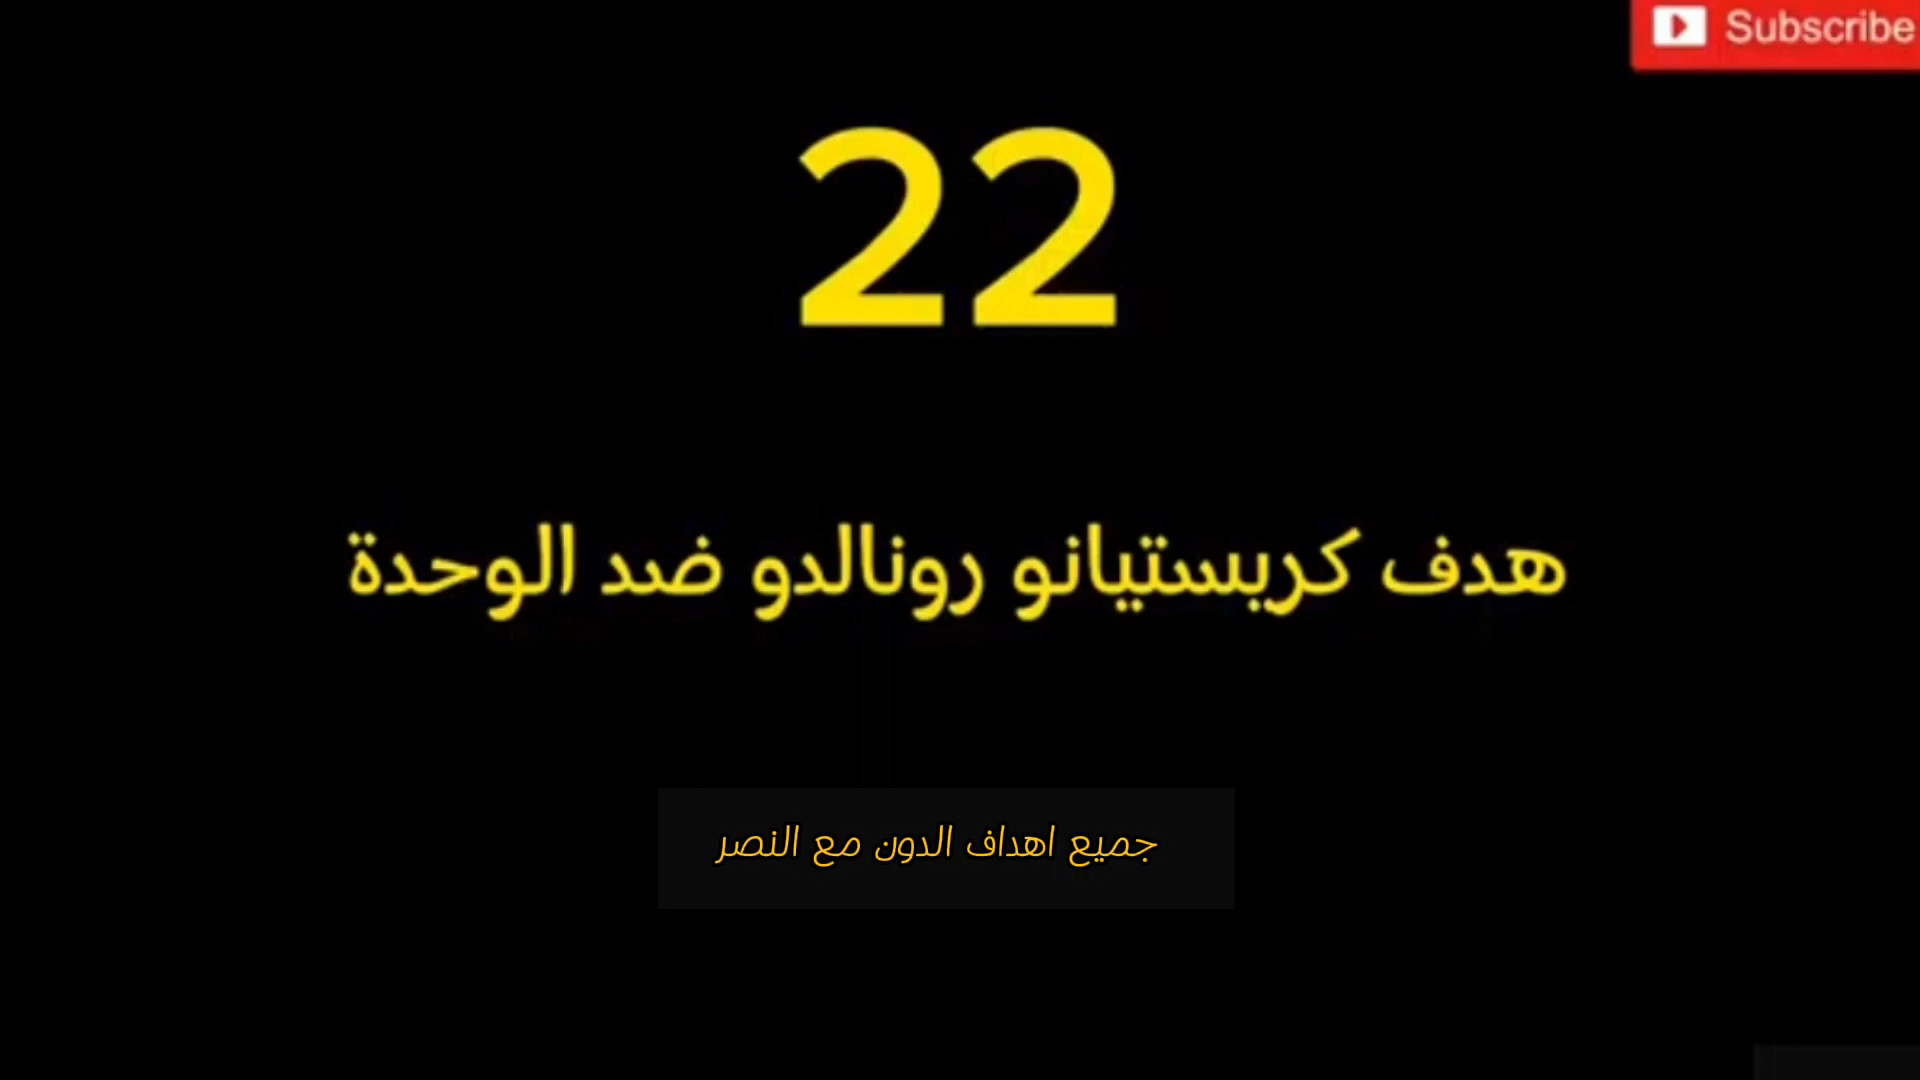 Subscribe
22
هدف كريستيانو رونالدو ضد الوحدة
جميع اهداف الدون مع النصر